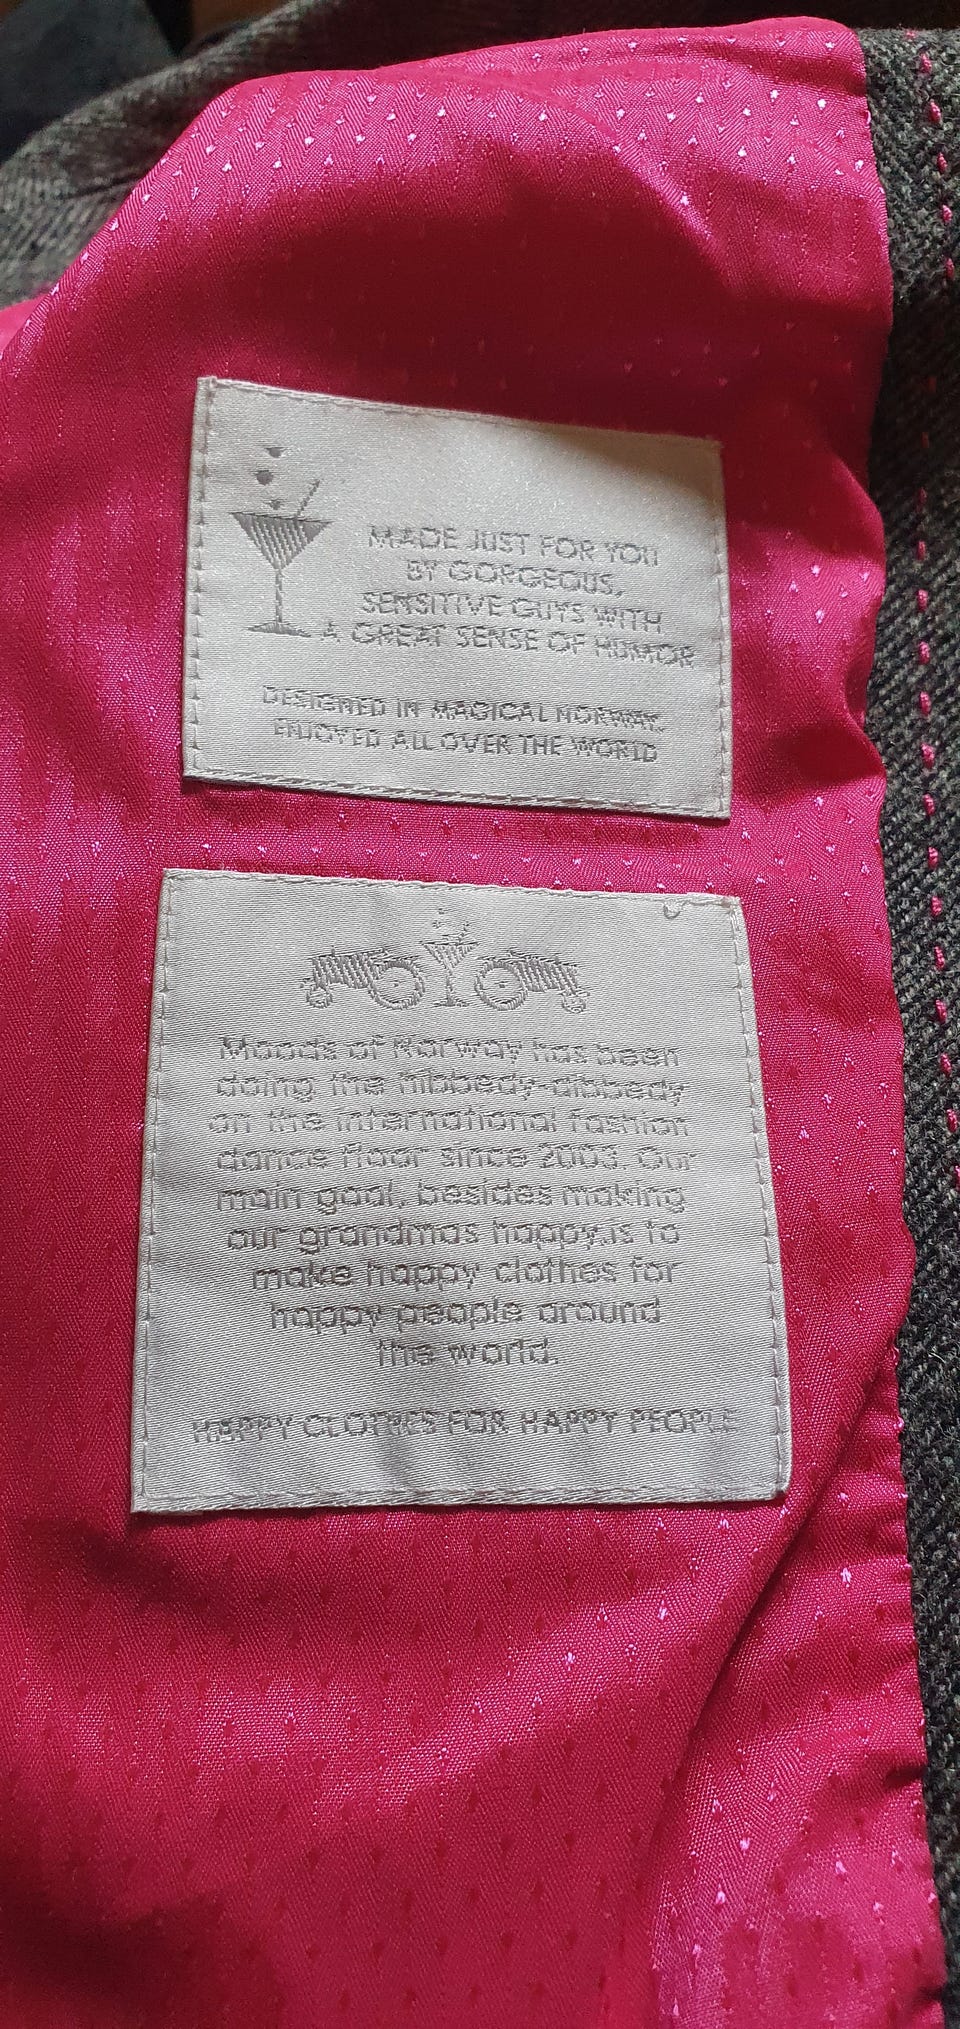 MADE JUST FOR YOU
BY GORGEOUS,
SENSITIVE GUYS WITH
A GREAT SENSE OF HUMOR
DESIGNED IN MAGICAL NORWAY,
ENJOYED ALL OVER THE WORLD
Moods of Norway has been
doing the hibbedy-dibbedy
on the international fashion
dance floor since 2003. Our
main goal, besides making
our grandmas happy,is to
make happy clothes for
happy people around
the world.
HAPPY CLOTHES FOR HAPPY PEOPLE